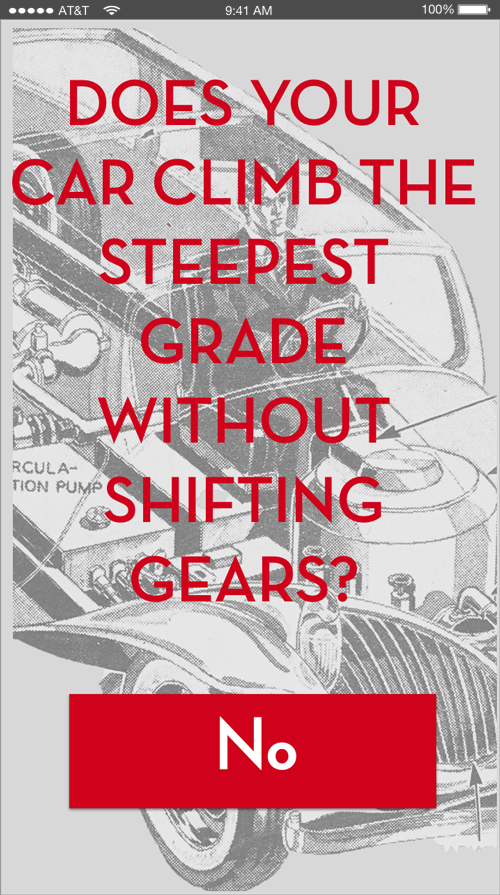 AT&T 9:41 AM 100%
DOES YOUR
CAR CLIMB THE
STEEPEST
GRADE
WITHOUT
RCULA-
TION PUMP
SHIFTING
GEARS?
No